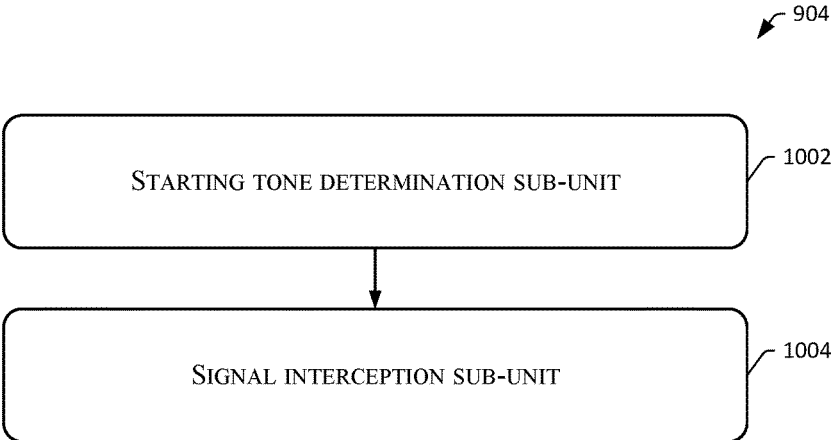 904
STARTING TONE DETERMINATION SUB-UNIT
1002
SIGNAL INTERCEPTION SUB-UNIT
1004